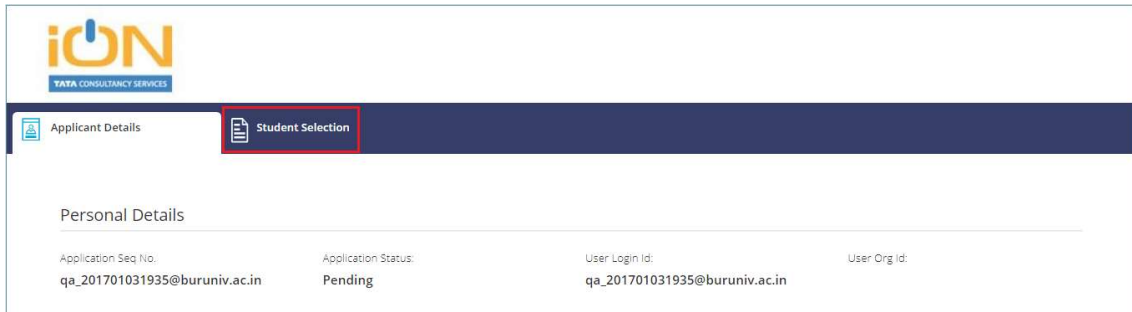 iON
TATA CONSULTANCY SERVICES
Applicant Details
Student Selection
Personal Details
Application Seq No.
Application Status:
User Login Id:
User Org Id:
qa_201701031935@buruniv.ac.in
Pending
qa_201701031935@buruniv.ac.in